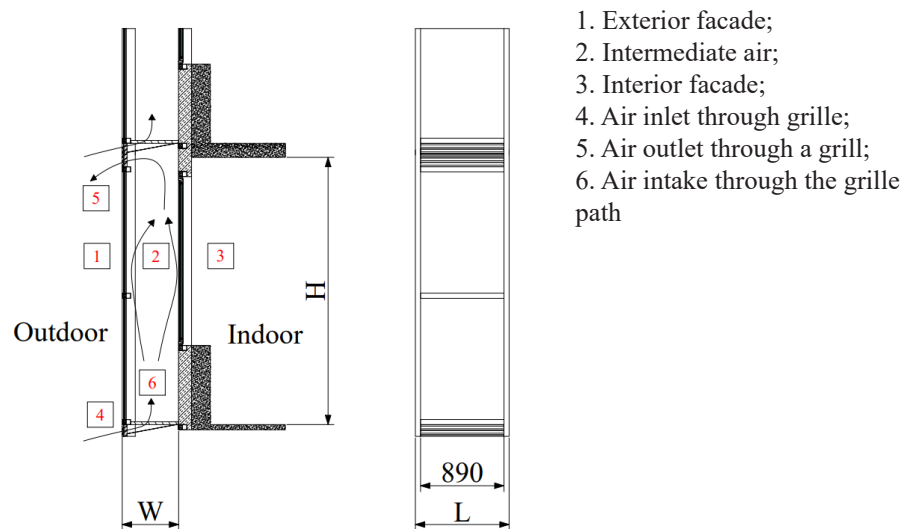 1. Exterior facade;
2. Intermediate air;
3. Interior facade;
4. Air inlet through grille;
5. Air outlet through a grill;
6. Air intake through the grille
path
5
1
2
3
H
Outdoor
Indoor
6
4
890
W
L